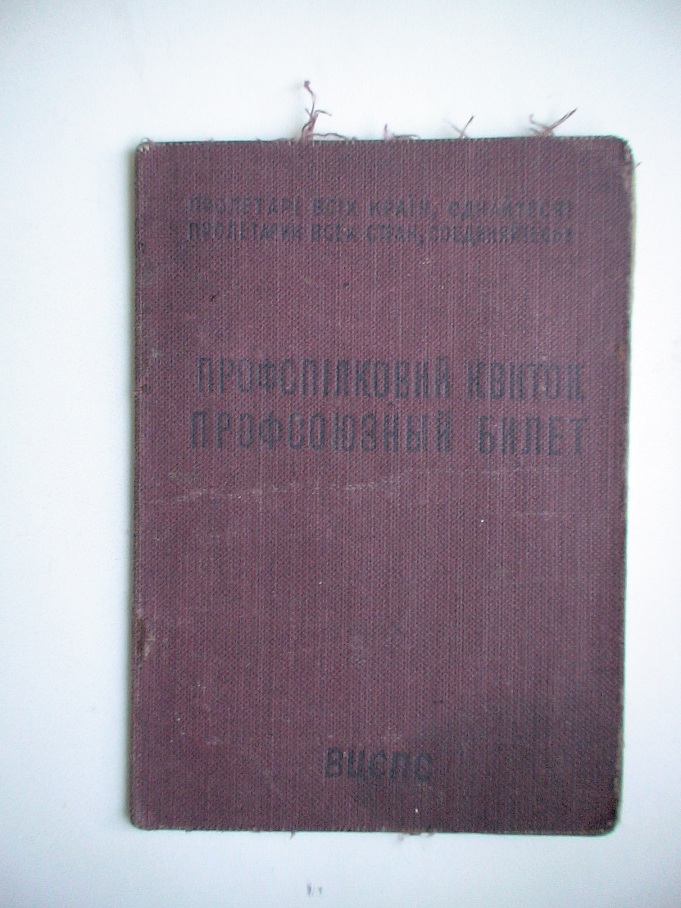 ПРОЛЕТАРІ ВСІХ КРАЇН, ЄДНАЙТЕСЯ!
ПРОЛЕТАРИИ ВСЕХ СТРАН, СОЕДИНЯЙТЕСЬ!
ПРОФСПІЛКОВИЙ КВИТОК
ПРОФСОЮЗНЫЙ БИЛЕТ
ВЦСПС